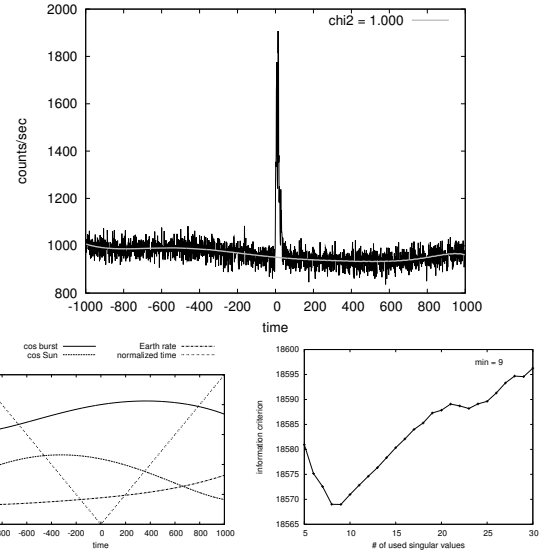 2000
1800
1600
1400
1200
1000
800
counts/sec
chi2 = 1.000
-1000 -800 -600 -400 -200 0 200 400 600 800 1000
time
cos burst
cos Sun
Earth rate
normalized time
-600 -400 -200 0 200 400 600 800 1000
time
18600
18595
18590
18585
18580
18575
18570
18565
information criterion
min = 9
5 10 15 20 25 30
# of used singular values